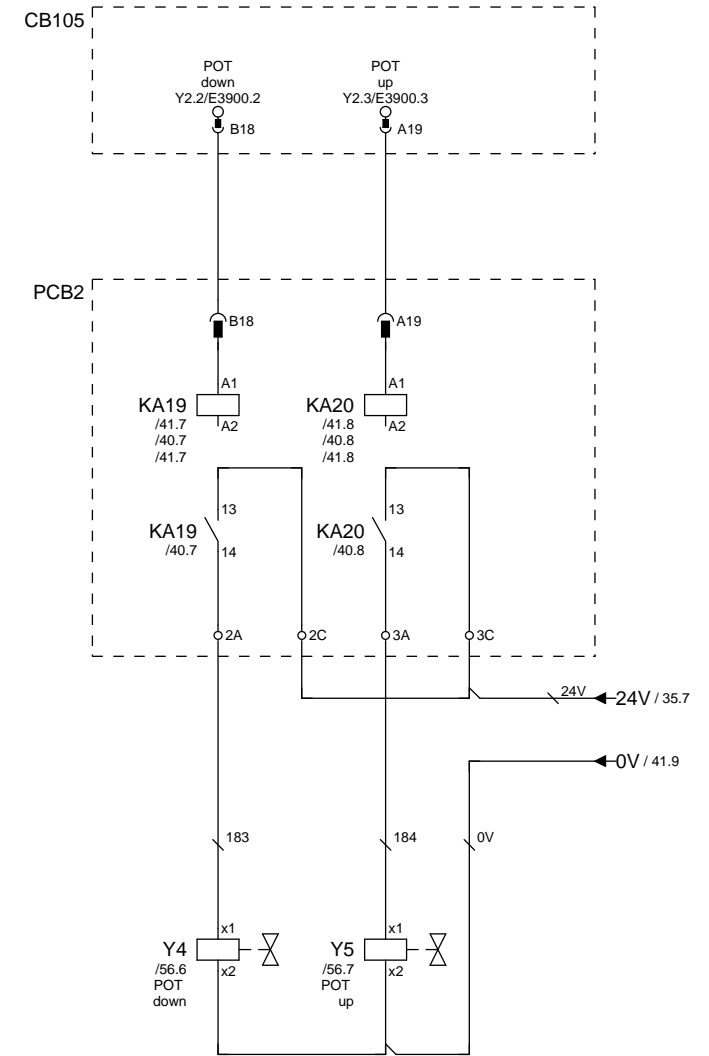 CB105
POT
down
Y2.2/E3900.2
POT
up
Y2.3/E3900.3
B18
A19
PCB2
B18
A19
A1
KA19
/41.7
A2
/40.7
/41.7
A1
KA20
/41.8
A2
/40.8
/41.8
13
KA19
/40.7
14
13
KA20
/40.8
14
2A
2C
3A
3C
24V
24V / 35.7
0V / 41.9
183
184
0V
x1
Y4
/56.6
x2
POT
down
x1
Y5
/56.7
x2
POT
up